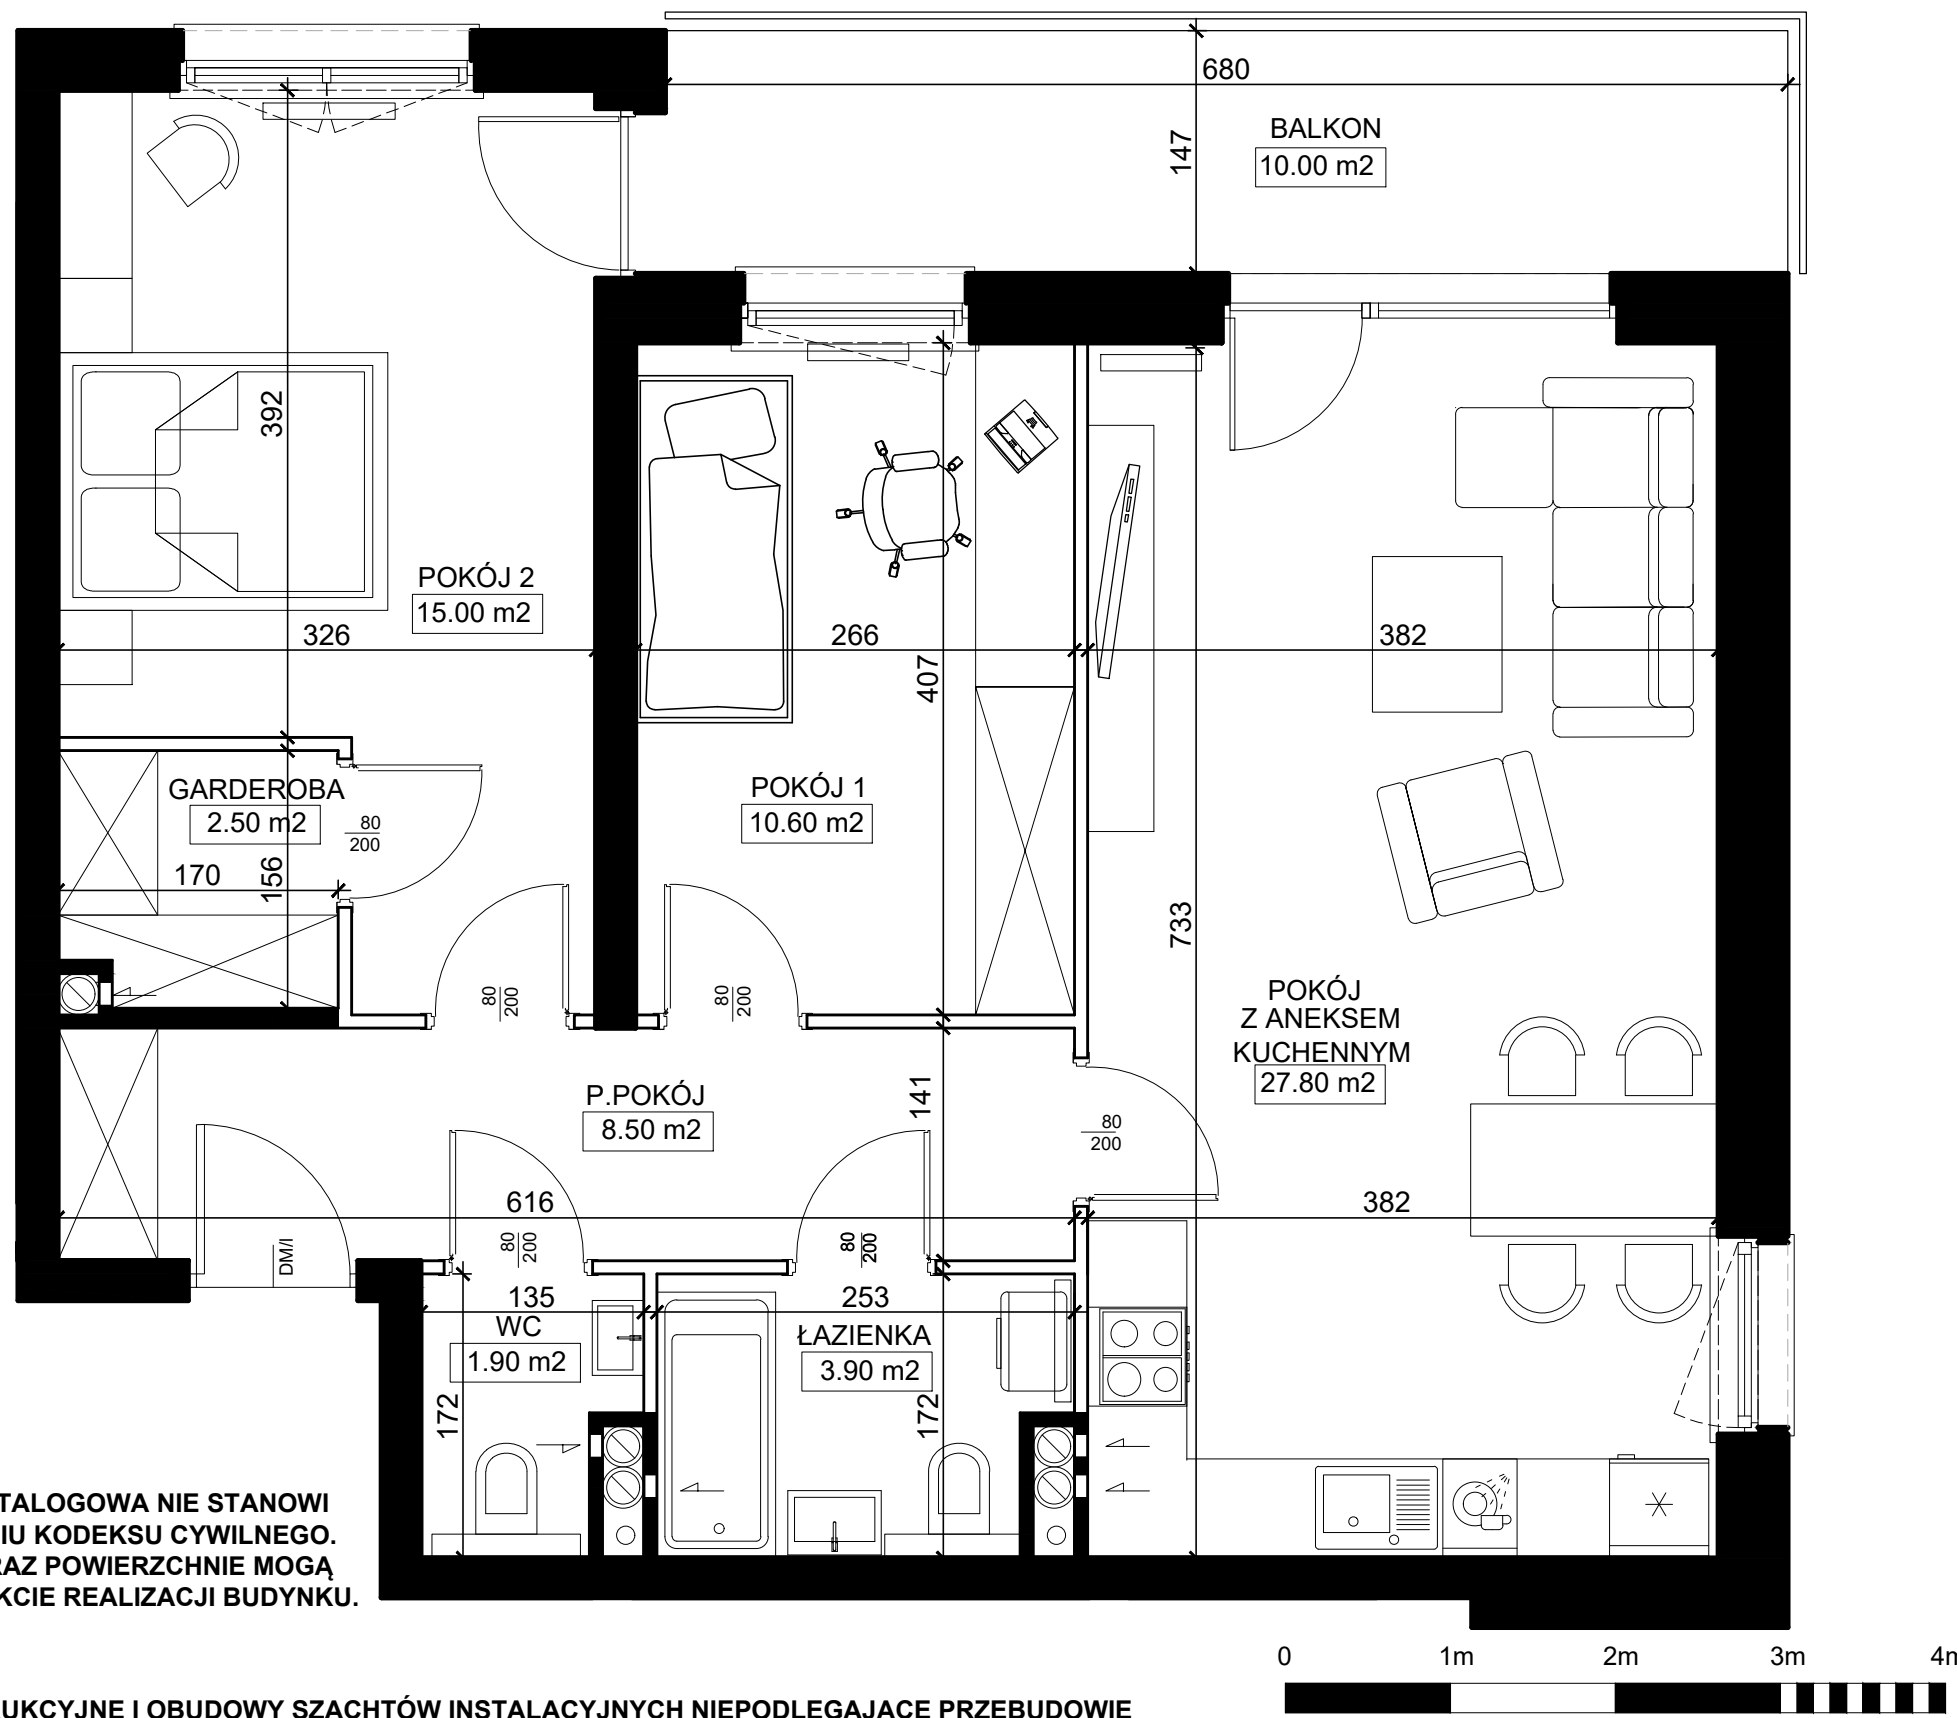 680
BALKON
10.00 m2
147
392
POKÓJ 2
15.00 m2
326
266
382
407
GARDEROBA
2.50 m2
80
200
170
156
POKÓJ 1
10.60 m2
733
80
200
80
200
POKÓJ
Z ANEKSEM
KUCHENNYM
27.80 m2
P.POKÓJ
8.50 m2
141
80
200
616
382
DM/I
80
200
80
200
135
253
WC
1.90 m2
ŁAZIENKA
3.90 m2
172
172
TALOGOWA NIE STANOWI
IU KODEKSU CYWILNEGO.
RAZ POWIERZCHNIE MOGĄ
KCIE REALIZACJI BUDYNKU.
0 1m 2m 3m 4m
UKCYJNE I OBUDOWY SZACHTÓW INSTALACYJNYCH NIEPODLEGAJĄCE PRZEBUDOWIE